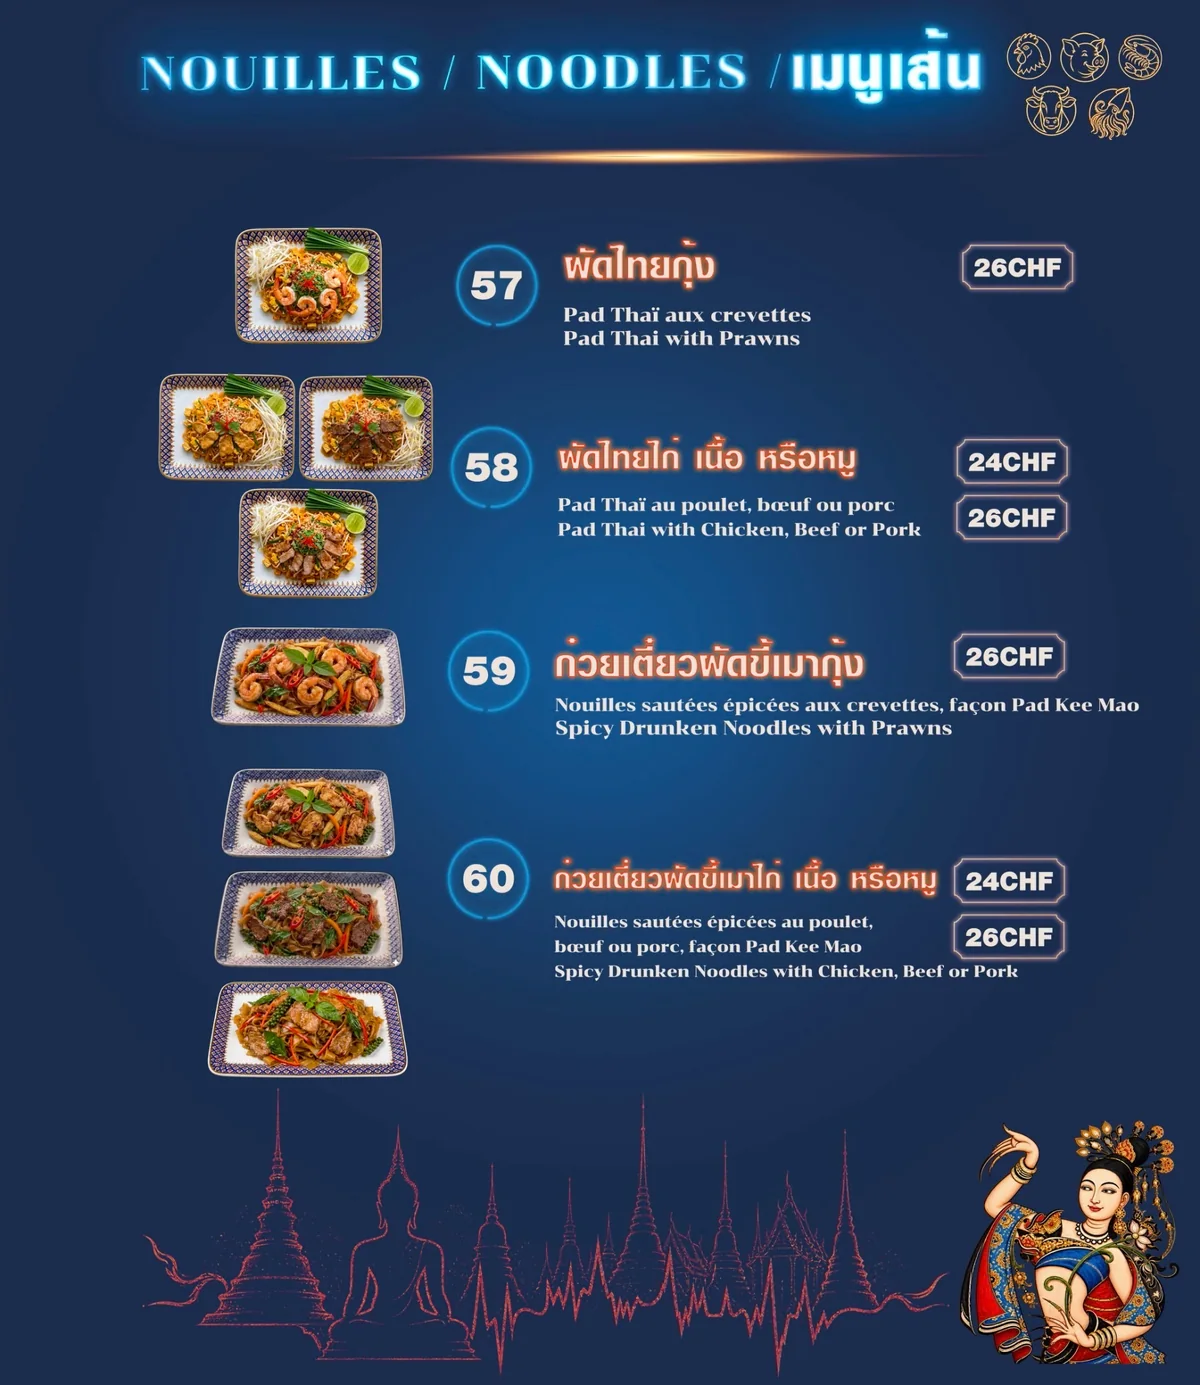 NOUILLES / NOODLES / เมนูเส้น
57
ผัดไทยกุ้ง
26CHF
Pad Thaï aux crevettes
Pad Thai with Prawns
58
ผัดไทยไก่ เนื้อ หรือหมู
24CHF
Pad Thaï au poulet, bœuf ou porc
26CHF
Pad Thai with Chicken, Beef or Pork
59
ก๋วยเตี๋ยวผัดขี้เมากุ้ง
26CHF
Nouilles sautées épicées aux crevettes, façon Pad Kee Mao
Spicy Drunken Noodles with Prawns
60
ก๋วยเตี๋ยวผัดขี้เมาไก่ เนื้อ หรือหมู
24CHF
Nouilles sautées épicées au poulet,
bœuf ou porc, façon Pad Kee Mao
26CHF
Spicy Drunken Noodles with Chicken, Beef or Pork